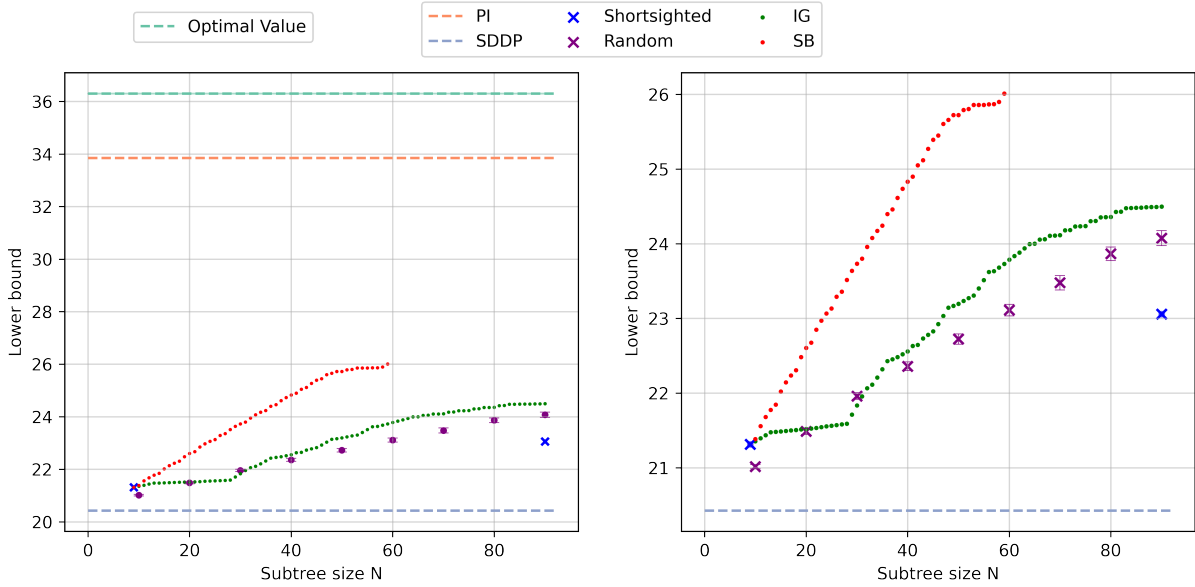 Optimal Value
PI
SDDP
Shortsighted
Random
IG
SB
Lower bound
36
34
32
30
28
26
24
22
20
0 20 40 60 80
Subtree size N
Lower bound
26
25
24
23
22
21
0 20 40 60 80
Subtree size N